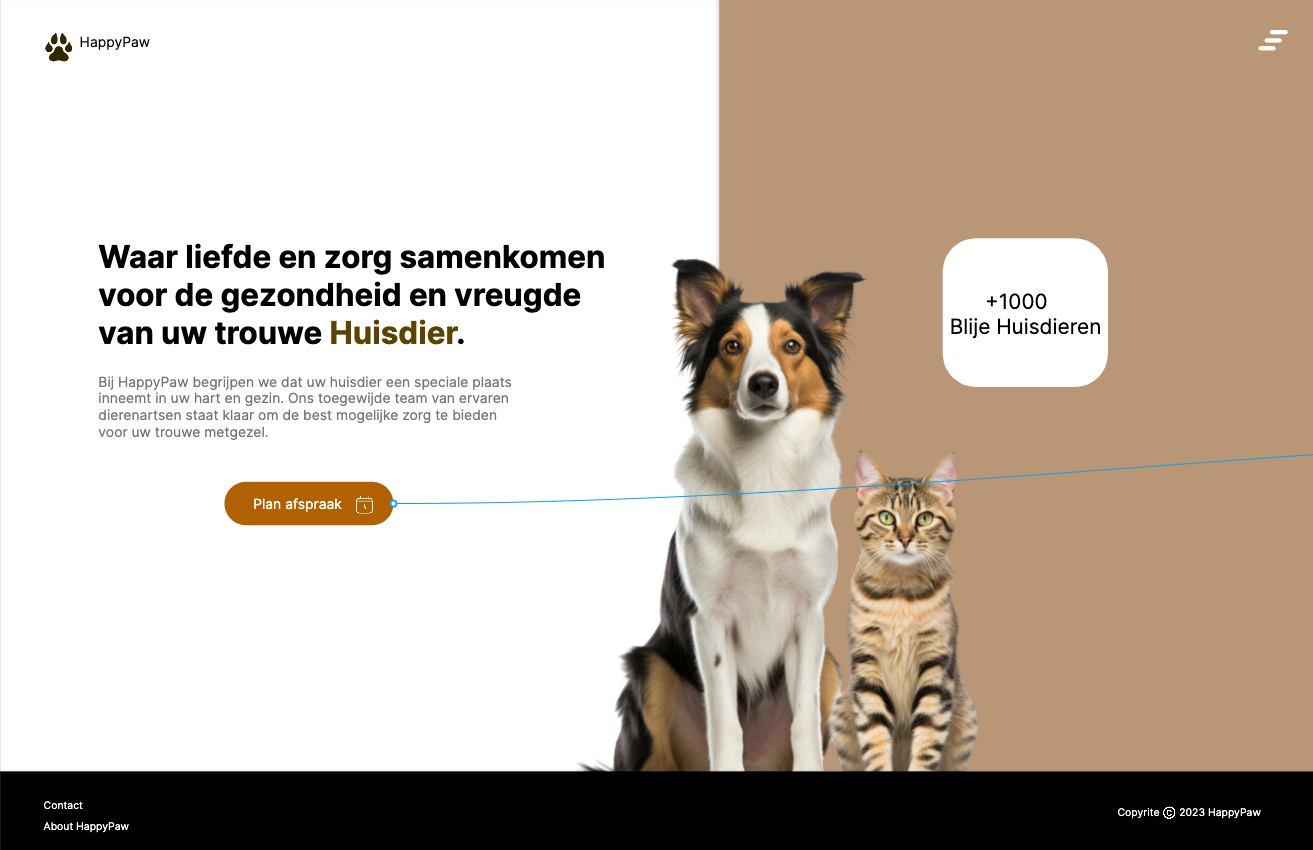 HappyPaw
Waar liefde en zorg samenkomen
voor de gezondheid en vreugde
van uw trouwe Huisdier.
Bij HappyPaw begrijpen we dat uw huisdier een speciale plaats
inneemt in uw hart en gezin. Ons toegewijde team van ervaren
dierenartsen staat klaar om de best mogelijke zorg te bieden
voor uw trouwe metgezel.
Plan afspraak
+1000
Blije Huisdieren
Contact
About HappyPaw
Copyrite © 2023 HappyPaw